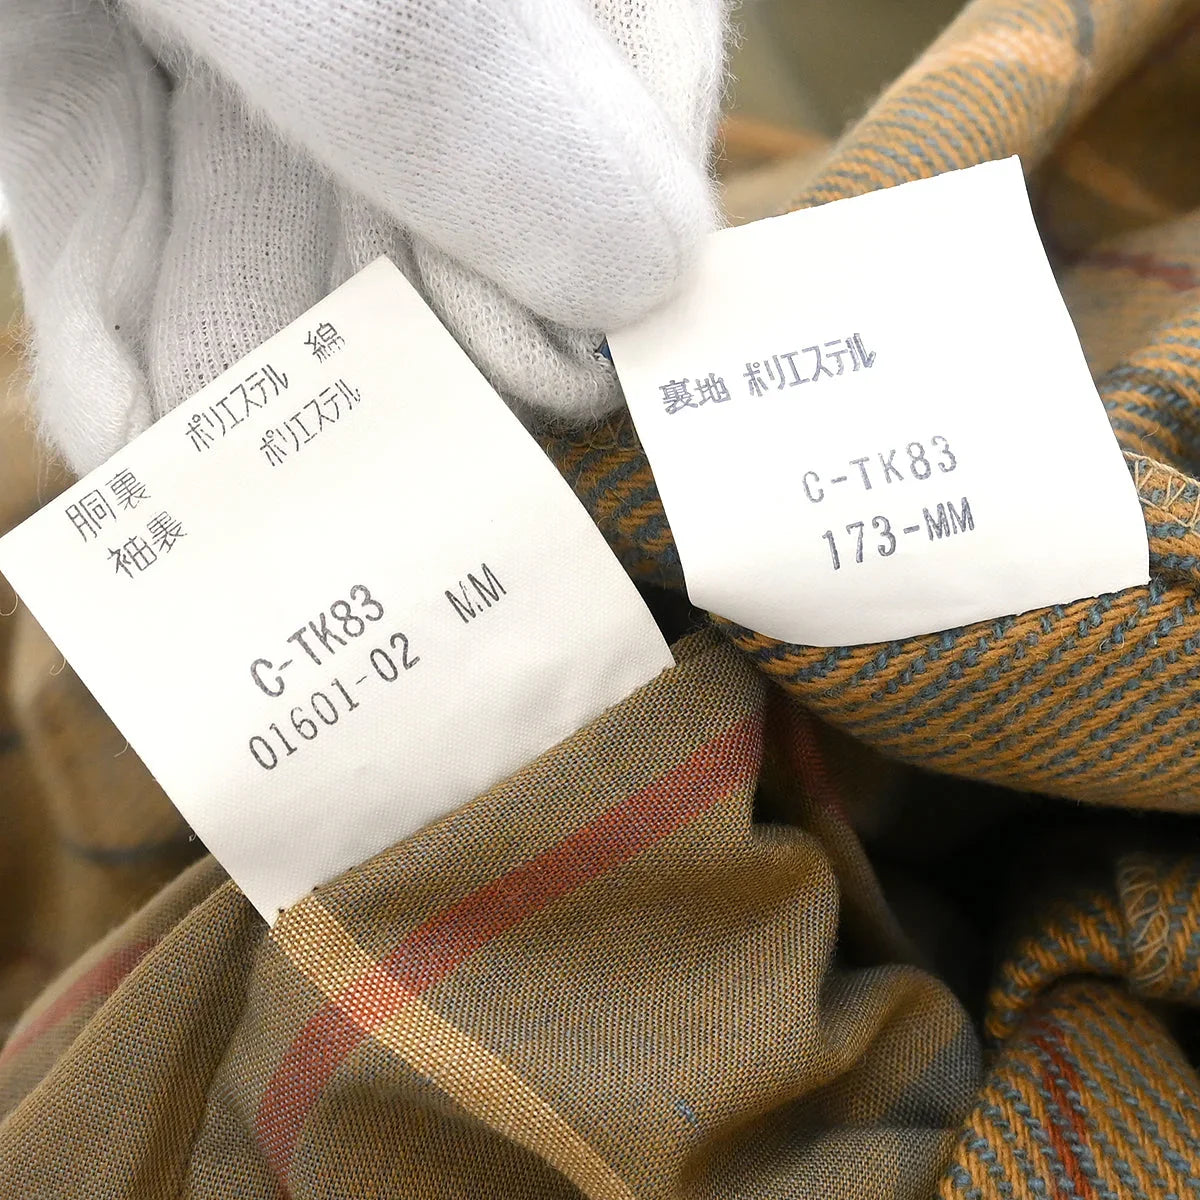 胴裏 ポリエステル 綿
袖裏 ポリエステル
C-TK83
01601-02 M.M
裏地 ポリエステル
C-TK83
173-MM